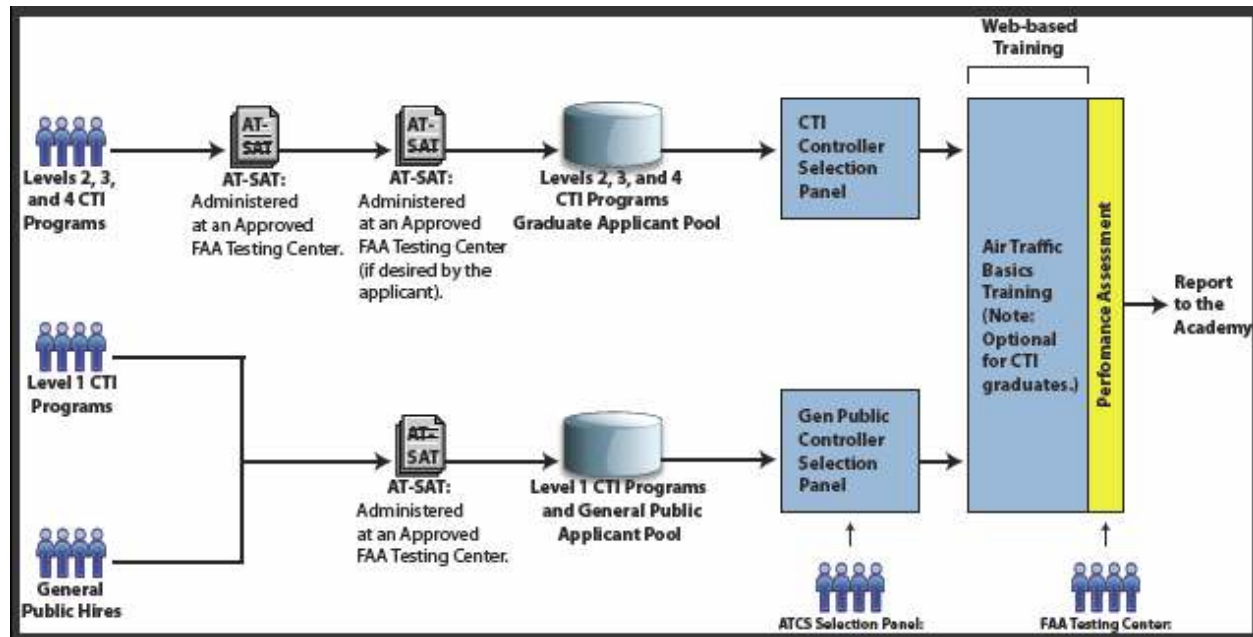 Web-based
Training
AT-
SAT
AT-
SAT
CTI
Controller
Selection
Panel
Levels 2, 3,
and 4 CTI
Programs
AT-SAT:
Administered
at an Approved
FAA Testing Center.
AT-SAT:
Administered
at an Approved
FAA Testing Center
(if desired by the
applicant).
Levels 2, 3, and 4
CTI Programs
Graduate Applicant Pool
Air Traffic
Basics
Training
(Note:
Optional
for CTI
graduates.)
Perfomance Assessment
Report
to the
Academy
Level 1 CTI
Programs
AT-
SAT
Gen Public
Controller
Selection
Panel
AT-SAT:
Administered
at an Approved
FAA Testing Center.
Level 1 CTI Programs
and General Public
Applicant Pool
General
Public Hires
ATCS Selection Panel:
FAA Testing Center: